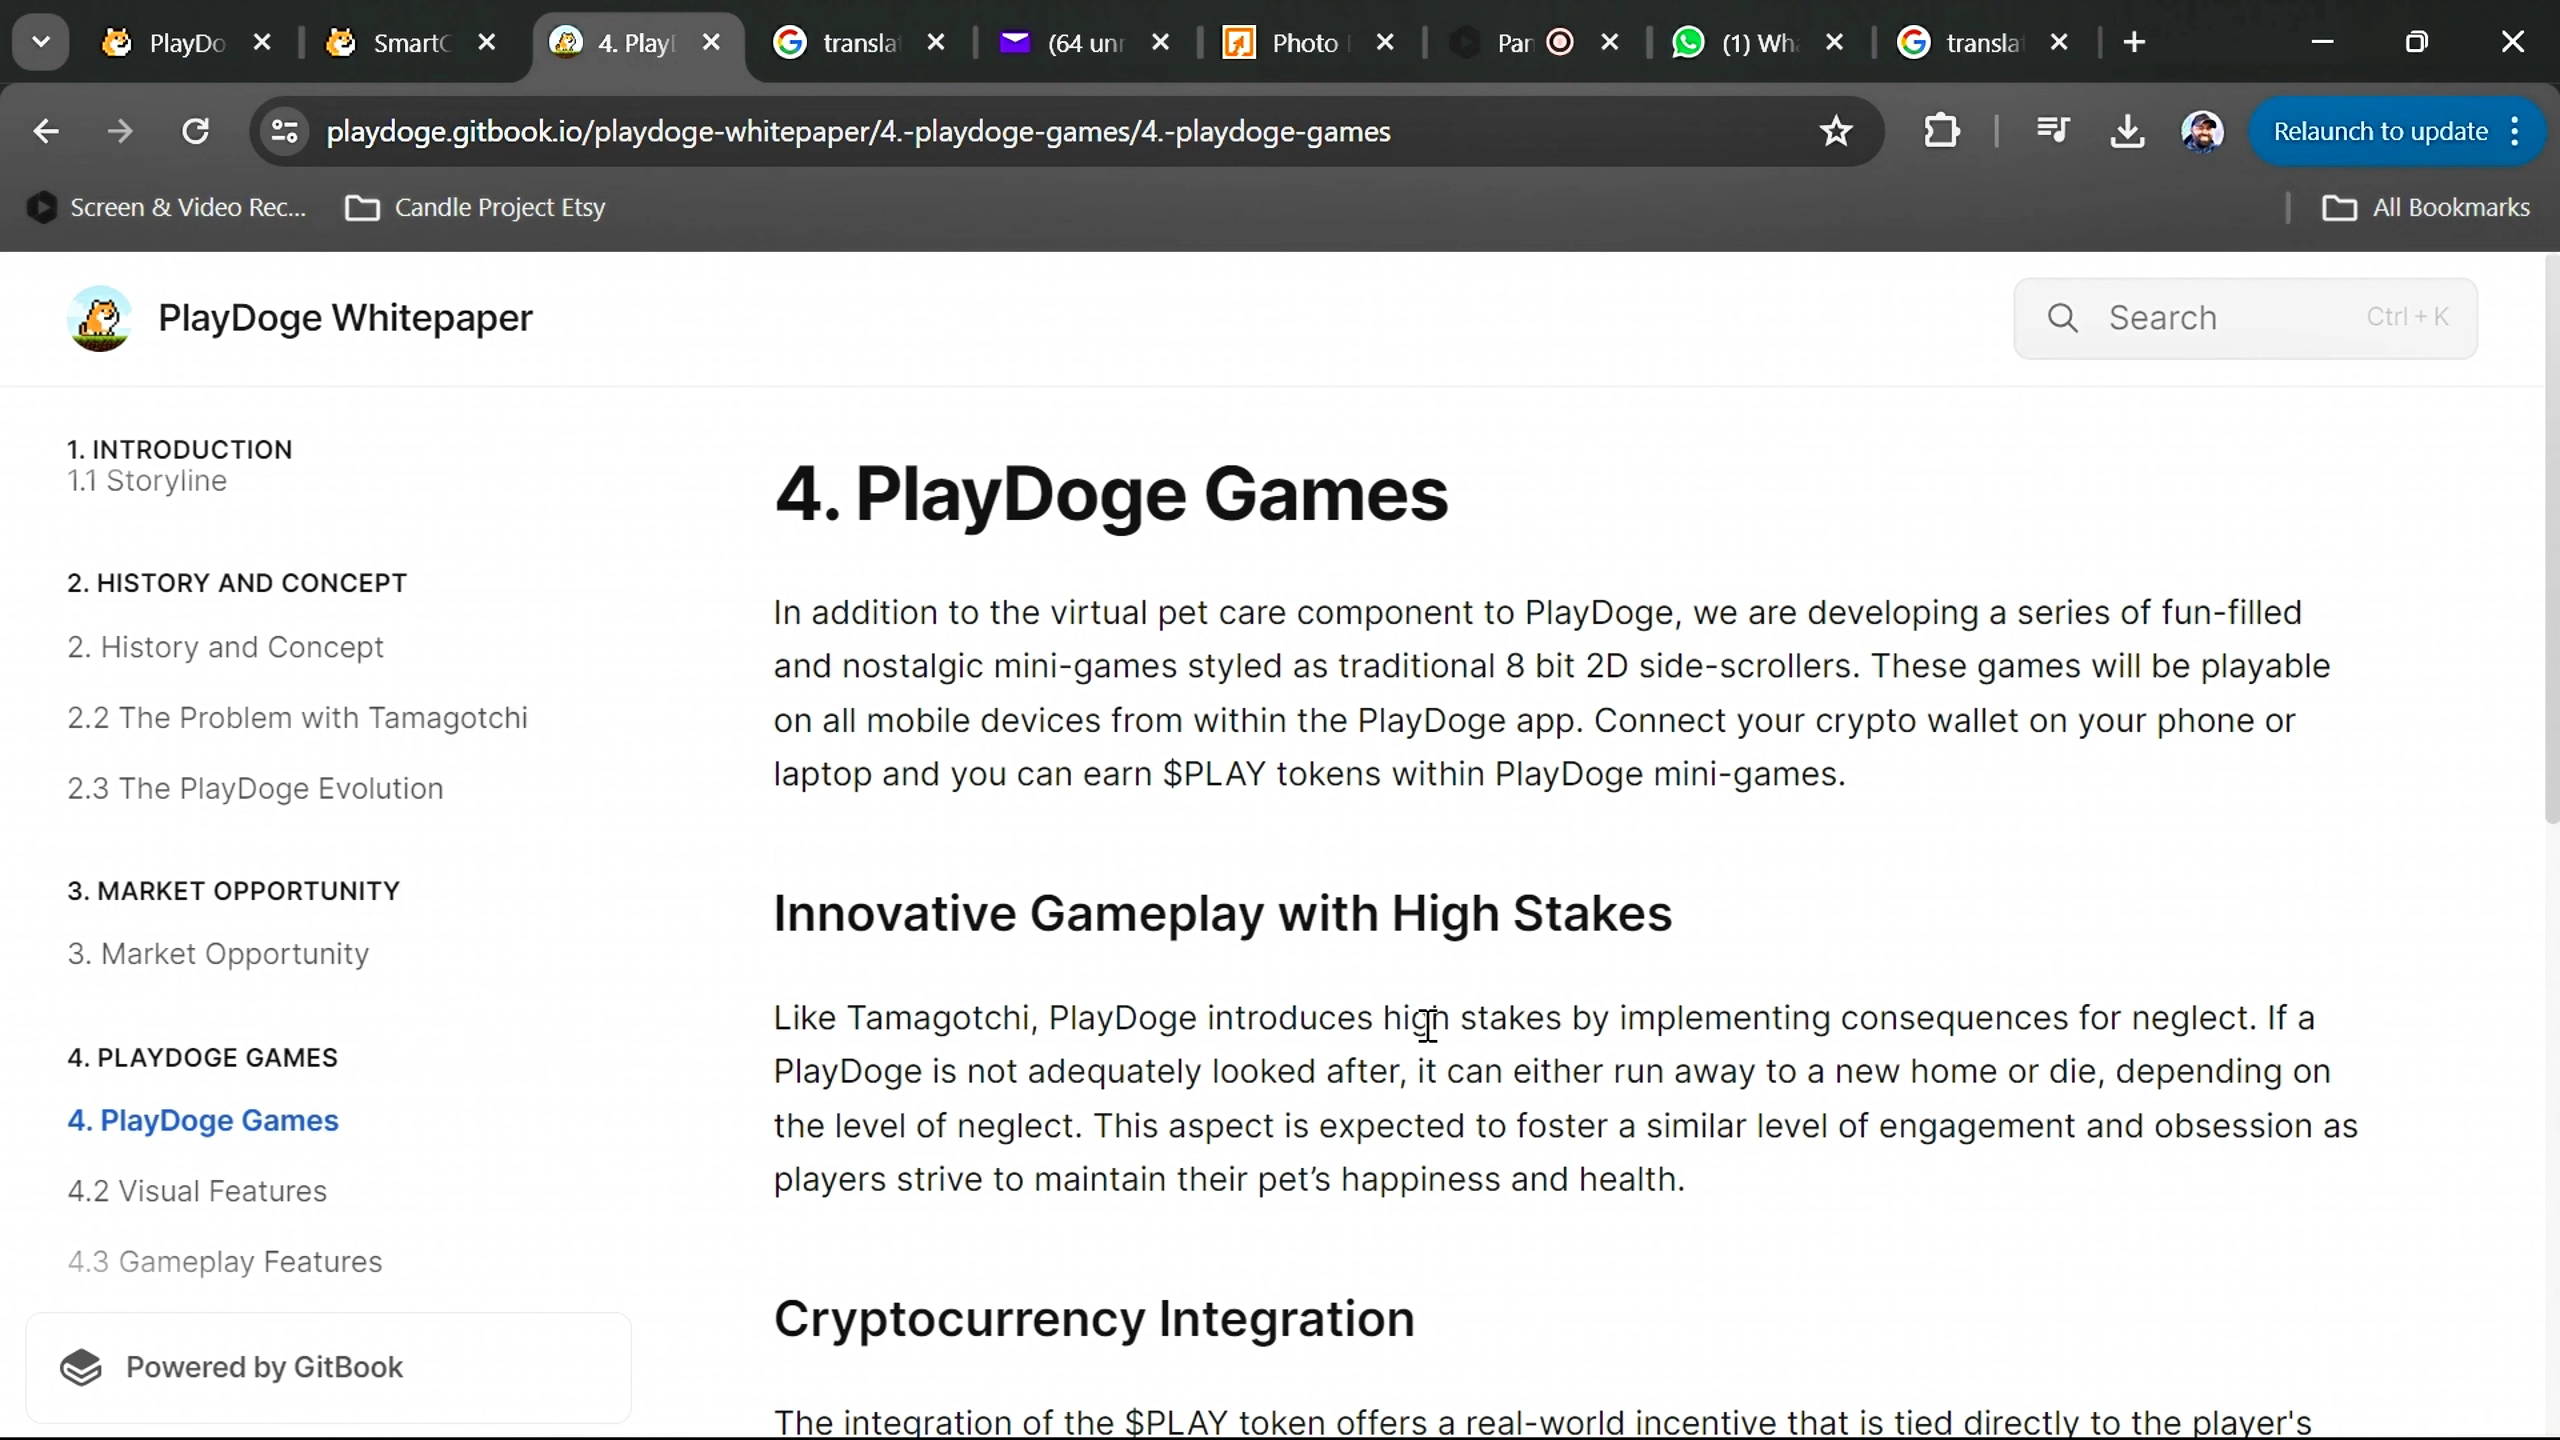 PlayDo
SmartC
4. Play
transla
(64 unr
Photo
Pan
(1) Wha
transla
playdoge.gitbook.io/playdoge-whitepaper/4.-playdoge-games/4.-playdoge-games
Relaunch to update
Screen & Video Rec...
Candle Project Etsy
All Bookmarks
PlayDoge Whitepaper
Search
Ctrl + K
1. INTRODUCTION
1.1 Storyline
2. HISTORY AND CONCEPT
2. History and Concept
2.2 The Problem with Tamagotchi
2.3 The PlayDoge Evolution
3. MARKET OPPORTUNITY
3. Market Opportunity
4. PLAYDOGE GAMES
4. PlayDoge Games
4.2 Visual Features
4.3 Gameplay Features
Powered by GitBook
4. PlayDoge Games
In addition to the virtual pet care component to PlayDoge, we are developing a series of fun-filled
and nostalgic mini-games styled as traditional 8 bit 2D side-scrollers. These games will be playable
on all mobile devices from within the PlayDoge app. Connect your crypto wallet on your phone or
laptop and you can earn $PLAY tokens within PlayDoge mini-games.
Innovative Gameplay with High Stakes
Like Tamagotchi, PlayDoge introduces high stakes by implementing consequences for neglect. If a
PlayDoge is not adequately looked after, it can either run away to a new home or die, depending on
the level of neglect. This aspect is expected to foster a similar level of engagement and obsession as
players strive to maintain their pet's happiness and health.
Cryptocurrency Integration
The integration of the $PLAY token offers a real-world incentive that is tied directly to the player's